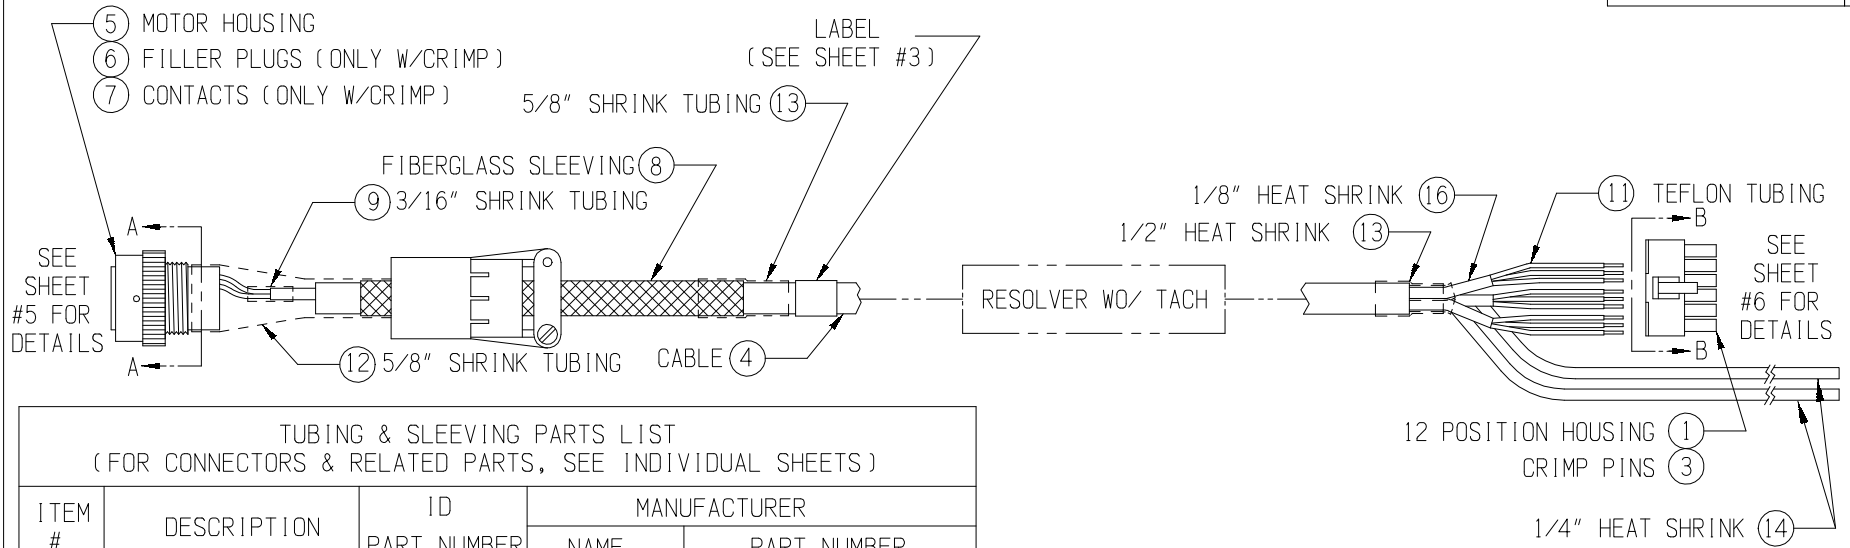 5 MOTOR HOUSING
6 FILLER PLUGS (ONLY W/CRIMP)
7 CONTACTS (ONLY W/CRIMP)
LABEL
(SEE SHEET #3)
5/8" SHRINK TUBING 13
FIBERGLASS SLEEVING 8
9 3/16" SHRINK TUBING
A
SEE
SHEET
#5 FOR
DETAILS
A
12 5/8" SHRINK TUBING
CABLE 4
RESOLVER WO/ TACH
1/8" HEAT SHRINK 16
1/2" HEAT SHRINK 13
11 TEFLON TUBING
B
SEE
SHEET
#6 FOR
DETAILS
B
12 POSITION HOUSING 1
CRIMP PINS 3
1/4" HEAT SHRINK 14
TUBING & SLEEVING PARTS LIST
(FOR CONNECTORS & RELATED PARTS, SEE INDIVIDUAL SHEETS)
ITEM
#
DESCRIPTION
ID
PART NUMBER
MANUFACTURER
NAME
PART NUMBER